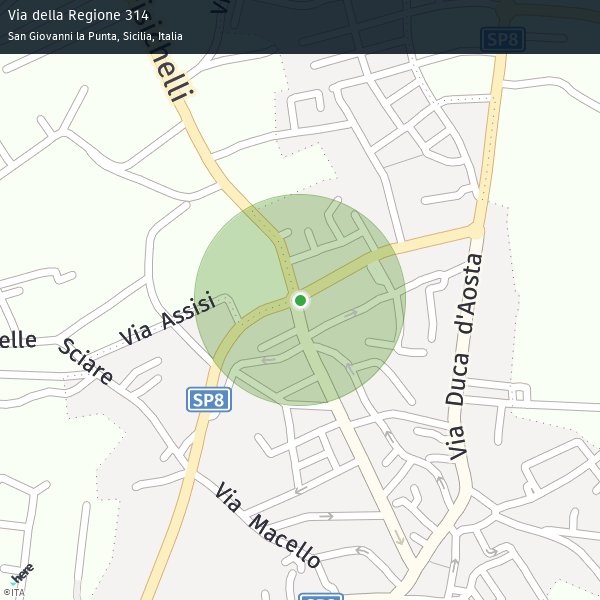 Via della Regione 314
San Giovanni la Punta, Sicilia, Italia
SP8
Via Assisi
elle
Sciare
SP8
Via Duca d'Aosta
Via Macello
here
©ITA